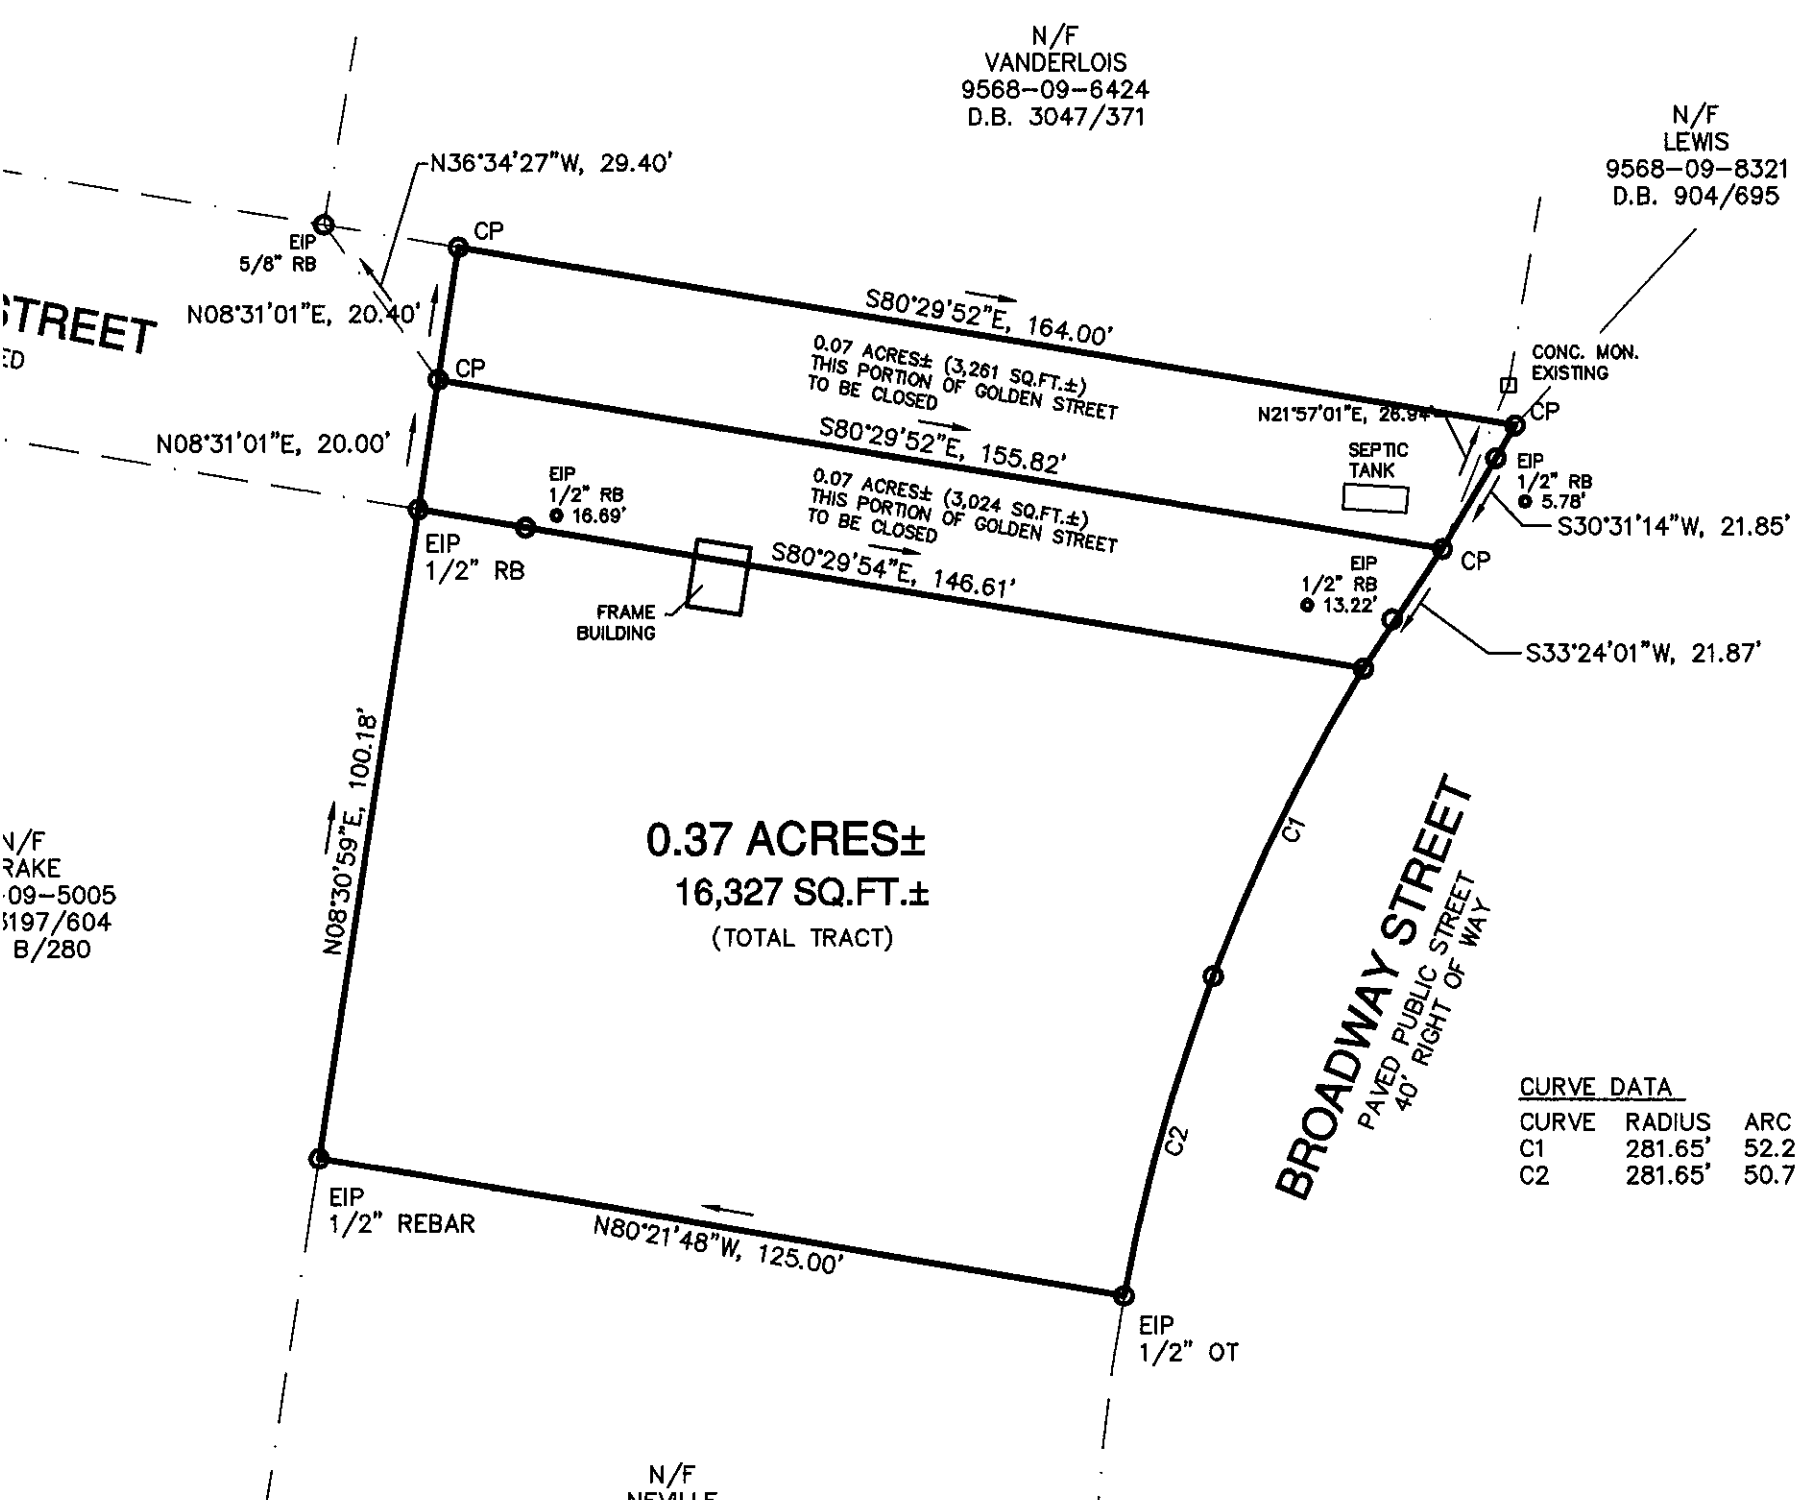 N/F
VANDERLOIS
9568-09-6424
D.B. 3047/371
N/F
LEWIS
9568-09-8321
D.B. 904/695
N36°34'27"W, 29.40'
CP
EIP
5/8" RB
N08°31'01"E, 20.40'
STREET
ED
S80°29'52"E, 164.00'
0.07 ACRES± (3,261 SQ.FT.±)
THIS PORTION OF GOLDEN STREET
TO BE CLOSED
CONC. MON.
EXISTING
CP
N21°57'01"E, 26.94'
CP
S80°29'52"E, 155.82'
N08°31'01"E, 20.00'
SEPTIC
TANK
EIP
1/2" RB
@ 5.78'
S30°31'14"W, 21.85'
EIP
1/2" RB
@ 16.69'
0.07 ACRES± (3,024 SQ.FT.±)
THIS PORTION OF GOLDEN STREET
TO BE CLOSED
EIP
1/2" RB
S80°29'54"E, 146.61'
CP
EIP
1/2" RB
@ 13.22'
FRAME
BUILDING
S33°24'01"W, 21.87'
N08°30'59"E, 100.18'
C1
0.37 ACRES±
16,327 SQ.FT.±
(TOTAL TRACT)
N/F
RAKE
-09-5005
197/604
B/280
BROADWAY STREET
PAVED PUBLIC STREET
40' RIGHT OF WAY
C2
CURVE DATA
CURVE RADIUS ARC
C1 281.65' 52.2
C2 281.65' 50.7
EIP
1/2" REBAR
N80°21'48"W, 125.00'
EIP
1/2" OT
N/F
NEVILLE